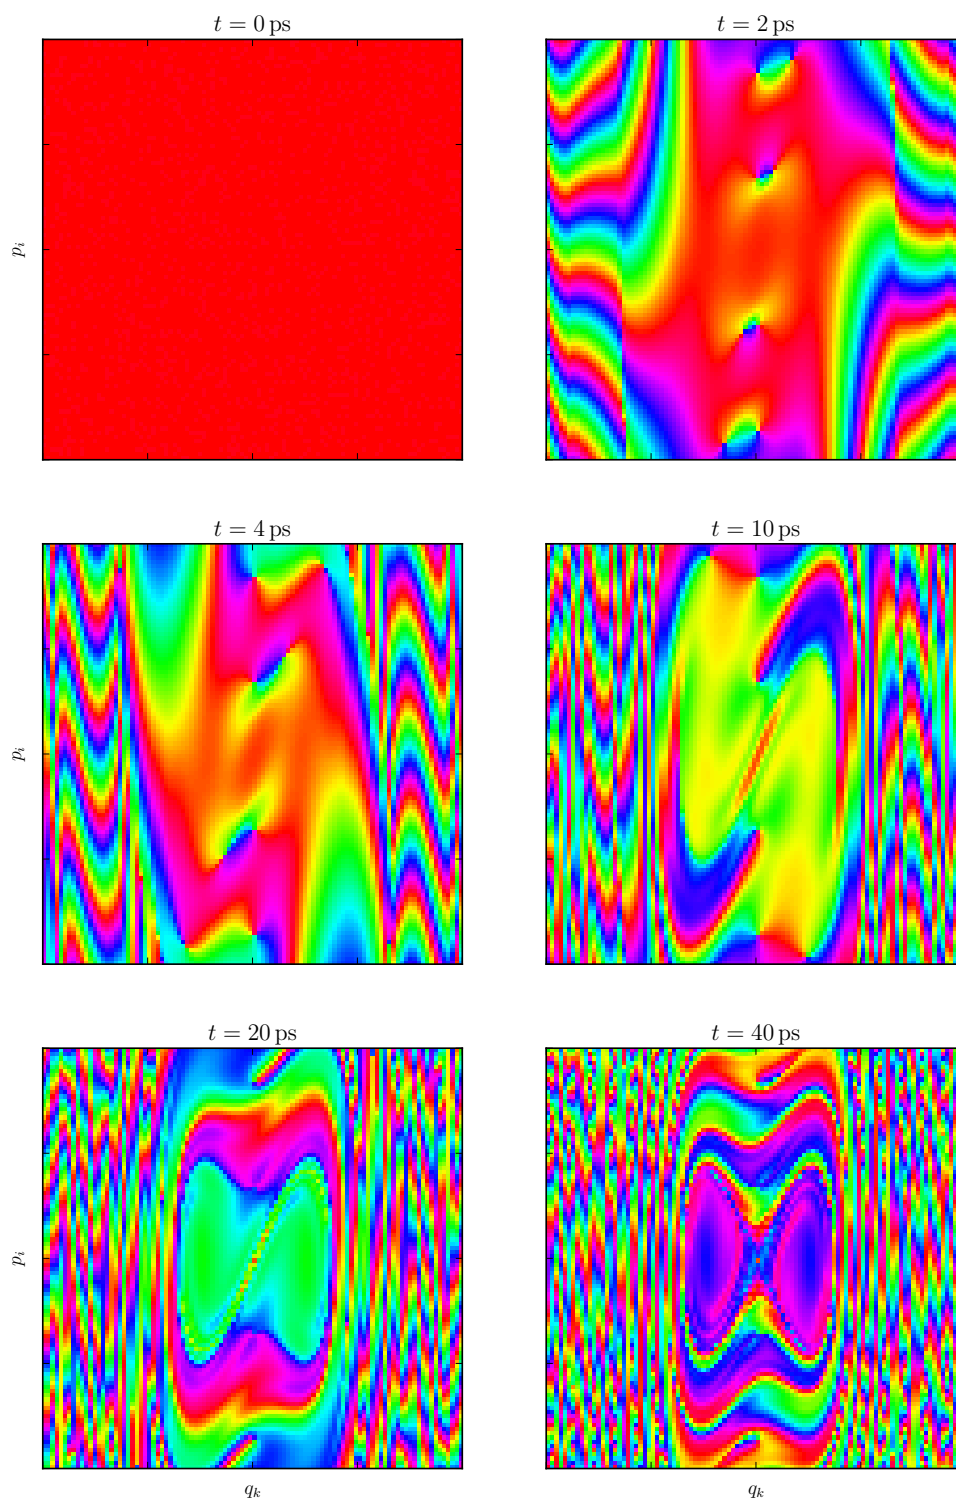 t = 0 ps
t = 2 ps
p_i
t = 4 ps
t = 10 ps
p_i
t = 20 ps
t = 40 ps
p_i
q_k
q_k